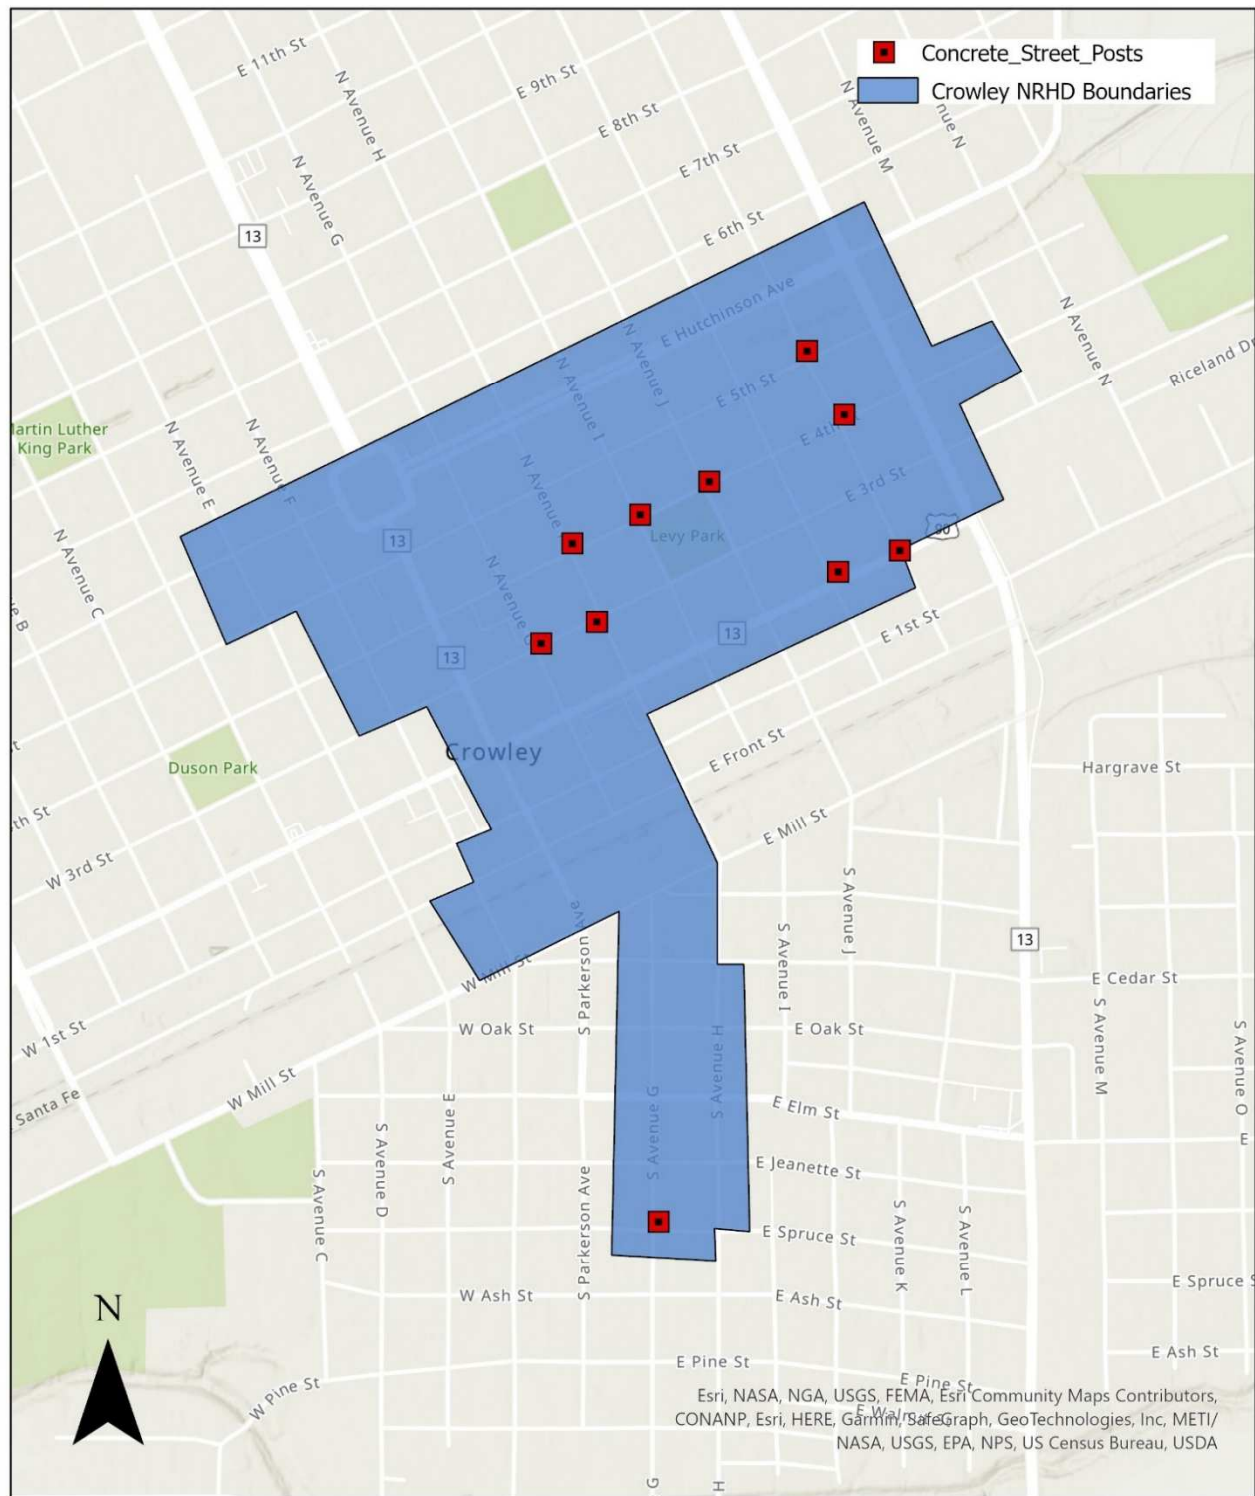 Concrete_Street_Posts
Crowley NRHD Boundaries
E 11th St
N Avenue H
E 9th St
E 8th St
N Avenue M
N Avenue G
E 7th St
E 6th St
13
E Hutchinson Ave
N Avenue J
N Avenue I
N Avenue N
Riceland Dr
E 5th St
E 4th
Martin Luther
King Park
N Avenue E
N Avenue F
N Avenue
E 3rd St
13
Levy Park
90
N Avenue C
N Avenue G
13
13
E 1st St
Crowley
E Front St
Duson Park
Hargrave St
E Mill St
W 3rd St
S Avenue J
S Parkerson Ave
S Avenue I
13
W Mill St
E Cedar St
W 1st St
W Oak St
E Oak St
S Avenue H
S Avenue M
S Avenue O
Santa Fe
W Mill St
S Avenue E
S Avenue G
E Elm St
S Avenue D
E Jeanette St
S Avenue C
S Parkerson Ave
S Avenue K
S Avenue L
E Spruce St
E Spruce S
W Ash St
E Ash St
N
E Ash St
E Pine St
W Pine St
E Pine St
Esri, NASA, NGA, USGS, FEMA, Esri Community Maps Contributors,
CONANP, Esri, HERE, Garmin, SafeGraph, GeoTechnologies, Inc, METI/
NASA, USGS, EPA, NPS, US Census Bureau, USDA
G
H